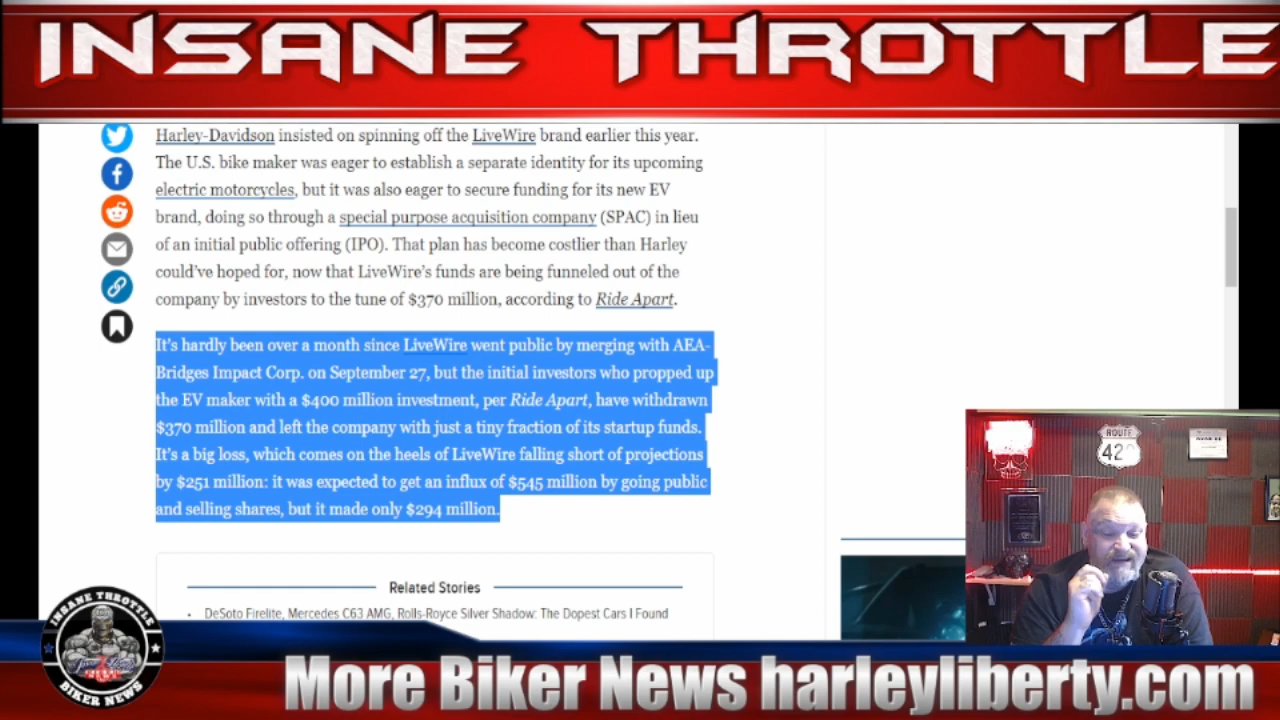 INSANE THROTTLE
Harley-Davidson insisted on spinning off the LiveWire brand earlier this year.
The U.S. bike maker was eager to establish a separate identity for its upcoming
electric motorcycles, but it was also eager to secure funding for its new EV
brand, doing so through a special purpose acquisition company (SPAC) in lieu
of an initial public offering (IPO). That plan has become costlier than Harley
could've hoped for, now that LiveWire's funds are being funneled out of the
company by investors to the tune of $370 million, according to Ride Apart.
It's hardly been over a month since LiveWire went public by merging with AEA-
Bridges Impact Corp. on September 27, but the initial investors who propped up
the EV maker with a $400 million investment, per Ride Apart, have withdrawn
$370 million and left the company with just a tiny fraction of its startup funds.
It's a big loss, which comes on the heels of LiveWire falling short of projections
by $251 million: it was expected to get an influx of $545 million by going public
and selling shares, but it made only $294 million.
Related Stories
• DeSoto Firelite, Mercedes C63 AMG, Rolls-Royce Silver Shadow: The Dopest Cars I Found
ROUTE
42
INSANE THROTTLE
BIKER NEWS
More Biker News harleyliberty.com